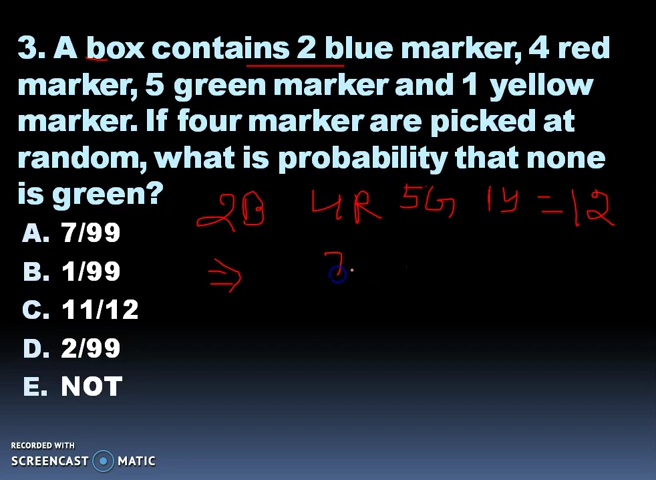 3. A box contains 2 blue marker, 4 red
marker, 5 green marker and 1 yellow
marker. If four marker are picked at
random, what is probability that none
is green?
2B 4R 5G 1y = 12
A. 7/99
B. 1/99
⇒ 7
C. 11/12
D. 2/99
E. NOT
RECORDED WITH
SCREENCAST MATIC